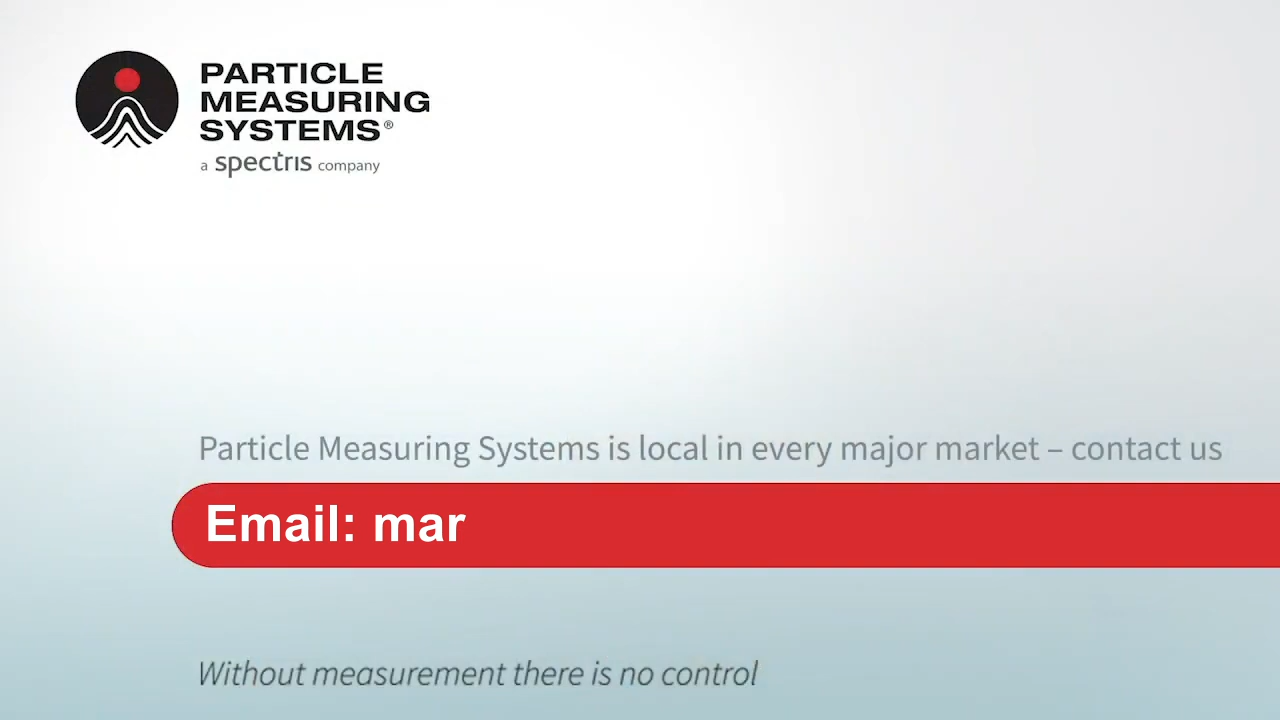 PARTICLE
MEASURING
SYSTEMS®
a spectris company
Particle Measuring Systems is local in every major market – contact us
Email: mar
Without measurement there is no control